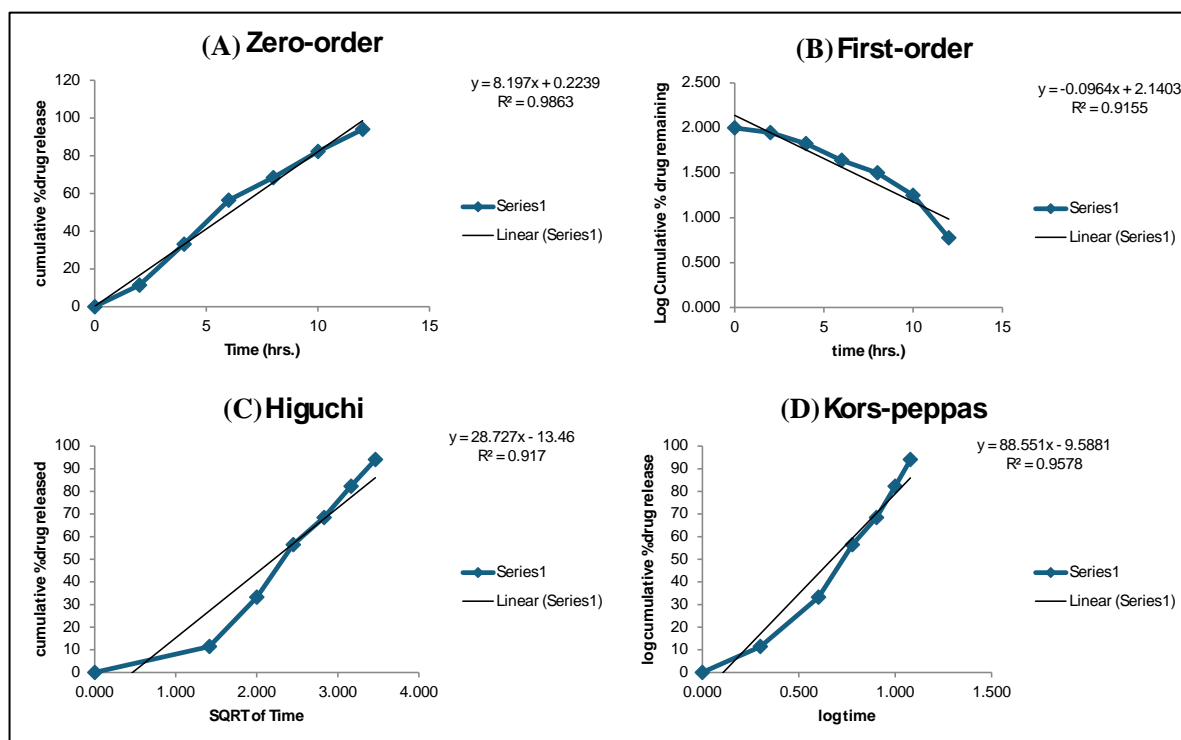 (A) Zero-order
y = 8.197x + 0.2239
R² = 0.9863
cumulative %drug release
120
100
80
60
40
20
0
0
5
10
15
Time (hrs.)
Series1
Linear (Series1)
(B) First-order
y = -0.0964x + 2.1403
R² = 0.9155
Log Cumulative % drug remaining
2.500
2.000
1.500
1.000
0.500
0.000
0
5
10
15
time (hrs.)
Series1
Linear (Series1)
(C) Higuchi
y = 28.727x - 13.46
R² = 0.917
cumulative %drug released
100
90
80
70
60
50
40
30
20
10
0
0.000
1.000
2.000
3.000
4.000
SQRT of Time
Series1
Linear (Series1)
(D) Kors-peppas
y = 88.551x - 9.5881
R² = 0.9578
log cumulative %drug release
100
90
80
70
60
50
40
30
20
10
0
0.000
0.500
1.000
1.500
log time
Series1
Linear (Series1)